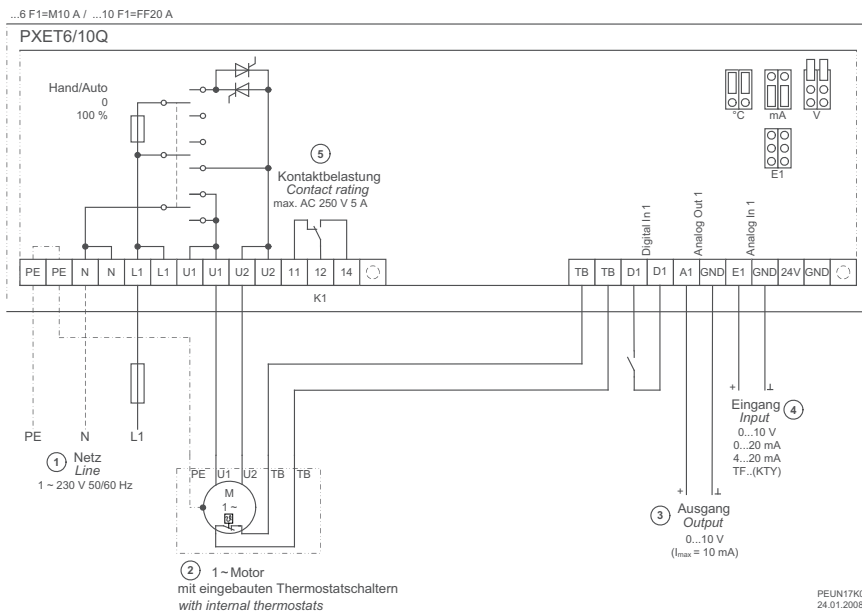 ...6 F1=M10 A / ...10 F1=FF20 A
PXET6/10Q
Hand/Auto
0
100 %
5
Kontaktbelastung
Contact rating
max. AC 250 V 5 A
°C
mA
V
E1
Digital In 1
Analog Out 1
Analog In 1
PE PE N N L1 L1 U1 U1 U2 U2 11 12 14
TB TB D1 D1 A1 GND E1 GND 24V GND
K1
PE N L1
1 Netz
Line
1 ~ 230 V 50/60 Hz
+ ⊥
Eingang
Input
4
0...10 V
0...20 mA
4...20 mA
TF..(KTY)
PE U1 U2 TB TB
M
1 ~
+ ⊥
3 Ausgang
Output
0...10 V
(Imax = 10 mA)
2 1~Motor
mit eingebauten Thermostatschaltern
with internal thermostats
24.01.2008